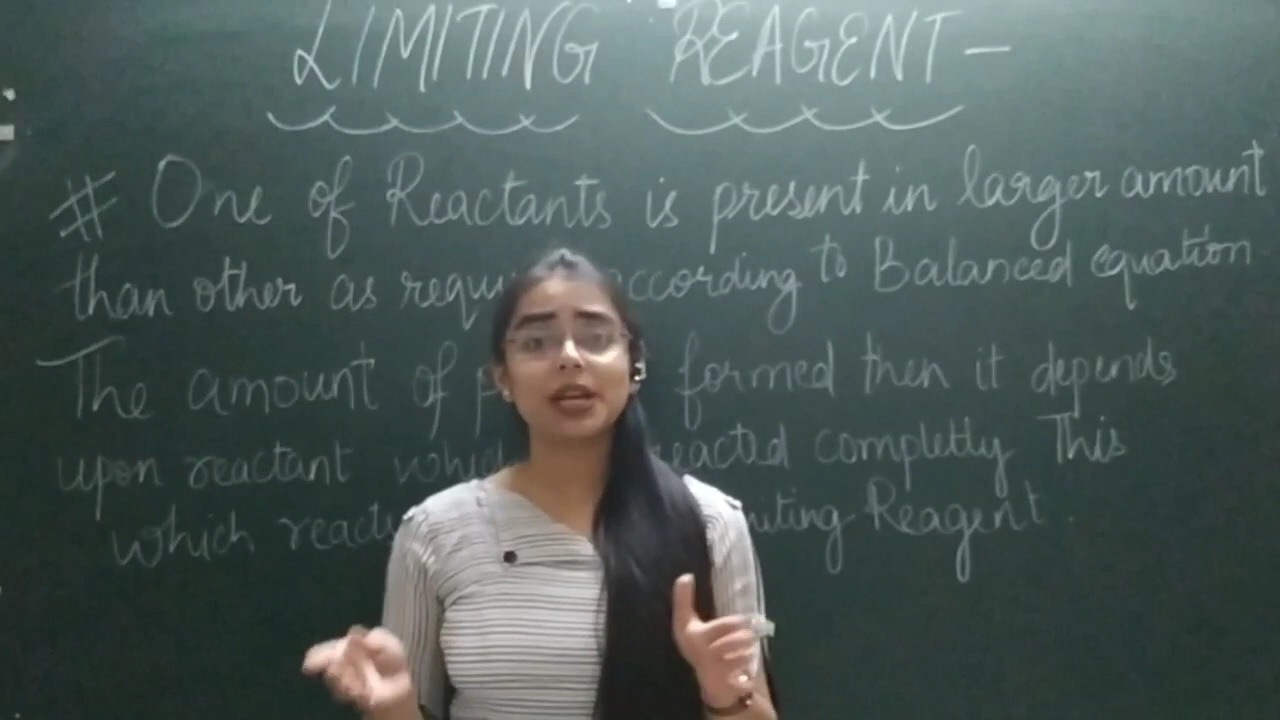 LIMITING REAGENT -
# One of Reactants is present in larger amount
than other as according to Balanced equation
The amount of formed then it depends
upon reactant reacted completly This
which Reagent